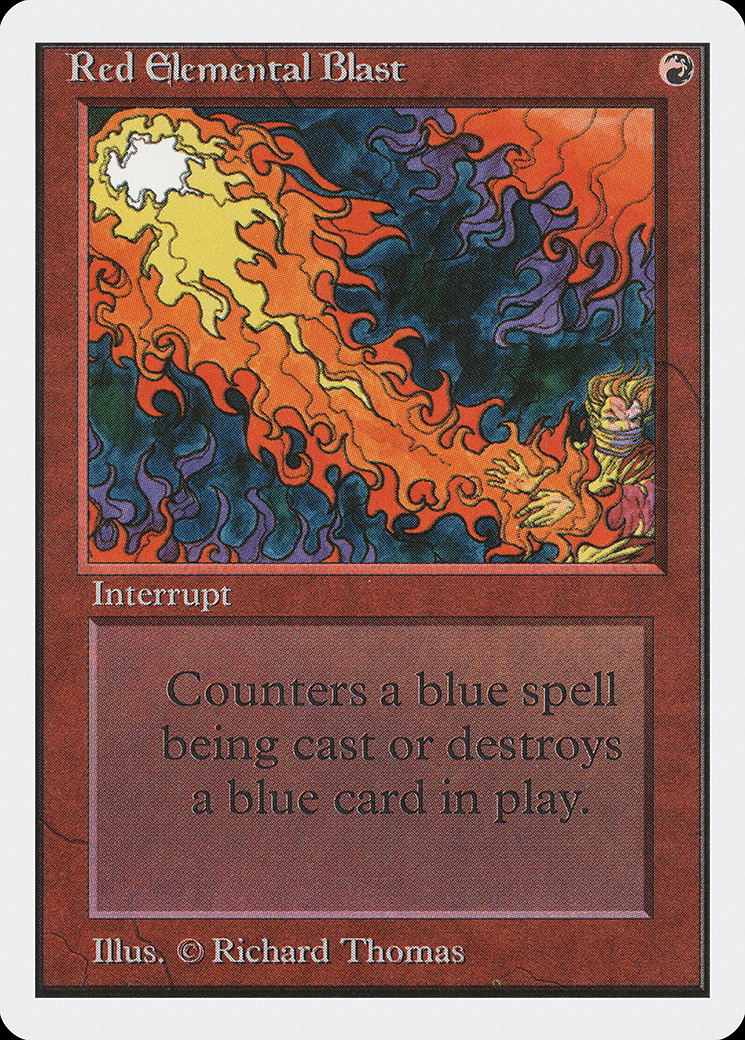 Red Elemental Blast
Interrupt
Counters a blue spell
being cast or destroys
a blue card in play.
Illus. © Richard Thomas